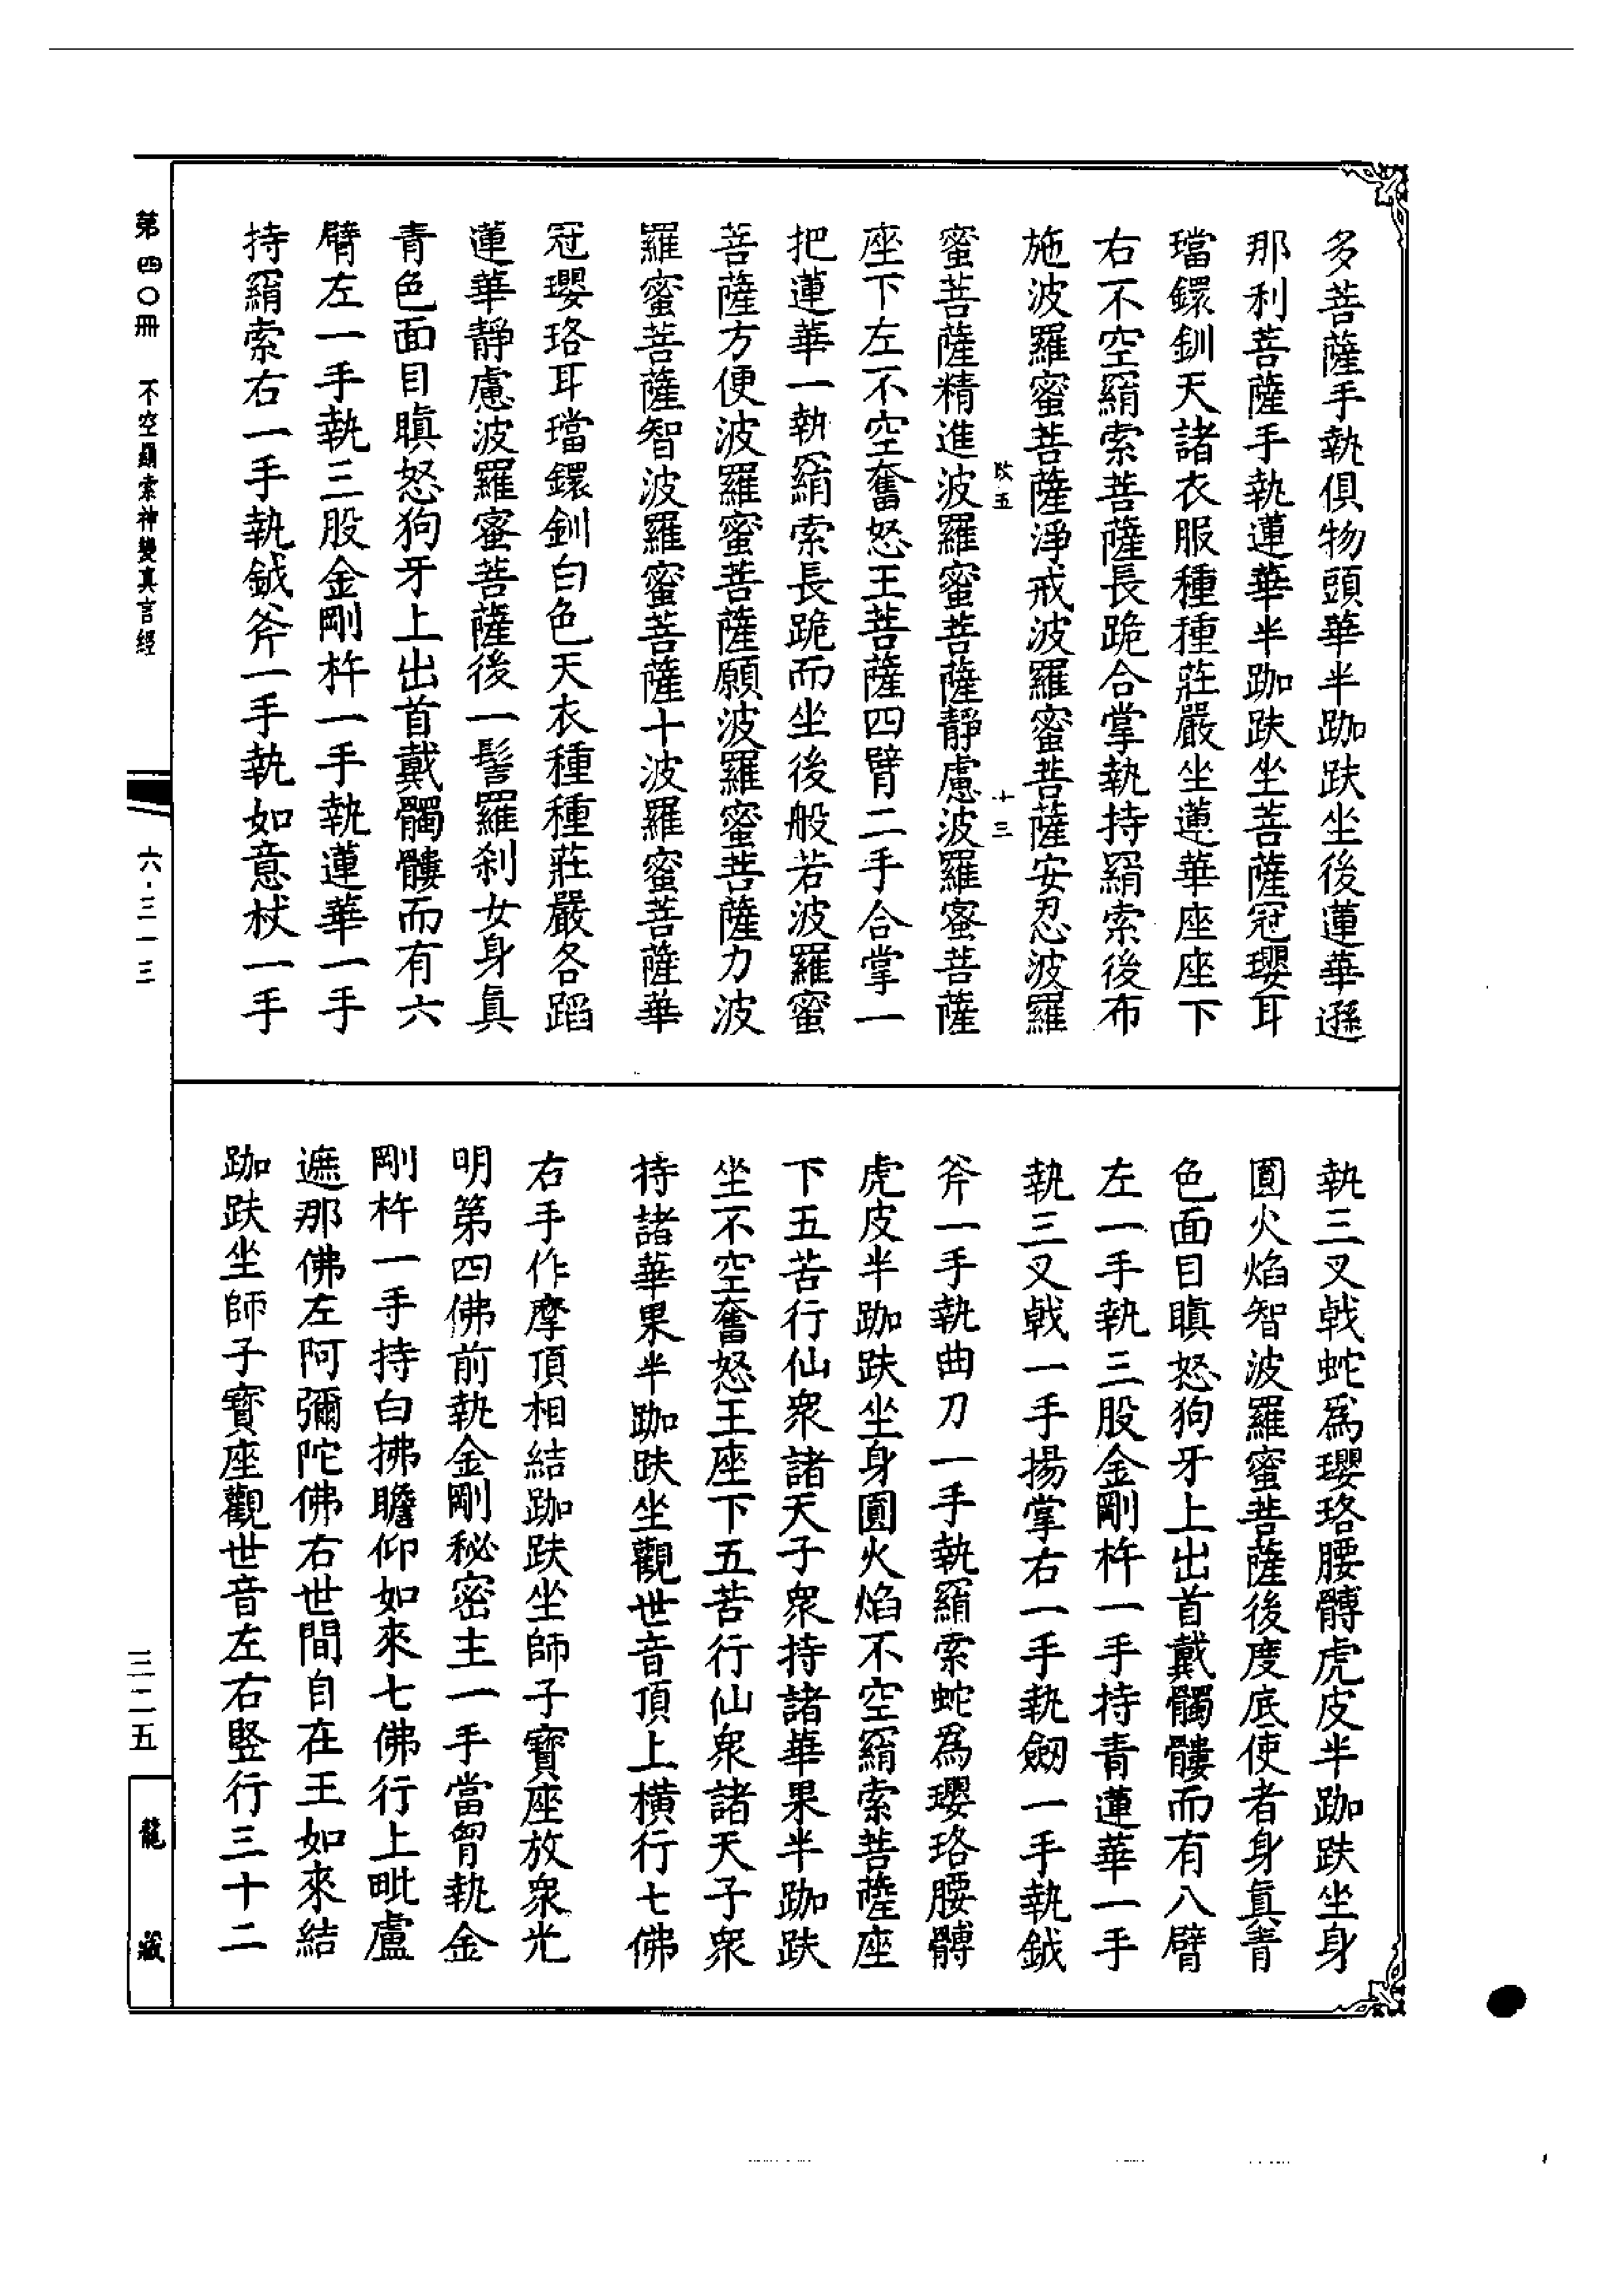 多菩薩手執俱物頭華半跏趺坐後蓮華遜
那利菩薩手執蓮華半跏趺坐菩薩冠瓔耳
璫鐶釧天諸衣服種種莊嚴坐蓮華座座下
右不空羂索菩薩長跪合掌執持羂索後布
施波羅蜜菩薩淨戒波羅蜜菩薩安忍波羅
十三
蜜菩薩精進波羅蜜菩薩靜慮波羅蜜菩薩
座下左不空奮怒王菩薩四臂二手合掌一
把蓮華一執羂索長跪而坐後般若波羅蜜
菩薩方便波羅蜜菩薩願波羅蜜菩薩力波
羅蜜菩薩智波羅蜜菩薩十波羅蜜菩薩華
冠瓔珞耳璫鐶釧白色天衣種種莊嚴各蹈
蓮華靜慮波羅蜜菩薩後一髻羅刹女身真
青色面目瞋怒狗牙上出首戴髑髏而有六
臂左一手執三股金剛杵一手執蓮華一手
持羂索右一手執鉞斧一手執如意杖一手
執三叉戟蛇為瓔珞腰髆虎皮半跏趺坐身
圓火焰智波羅蜜菩薩後度底使者身真青
色面目瞋怒狗牙上出首戴髑髏而有八臂
左一手執三股金剛杵一手持青蓮華一手
執三叉戟一手揚掌右一手執劒一手執鉞
斧一手執曲刀一手執羂索蛇為瓔珞腰髆
虎皮半跏趺坐身圓火焰不空羂索菩薩座
下五苦行仙眾諸天子眾持諸華果半跏趺
坐不空奮怒王座下五苦行仙眾諸天子眾
持諸華果半跏趺坐觀世音頂上橫行七佛
右手作摩頂相結跏趺坐師子寶座放眾光
明第四佛前執金剛秘密主一手當胷執金
剛杵一手持白拂瞻仰如來七佛行上毗盧
遮那佛左阿彌陀佛右世間自在王如來結
跏趺坐師子寶座觀世音左右竪行三十二
第四〇冊 不空羂索神變真言經
六·三一三
三二五
龍藏